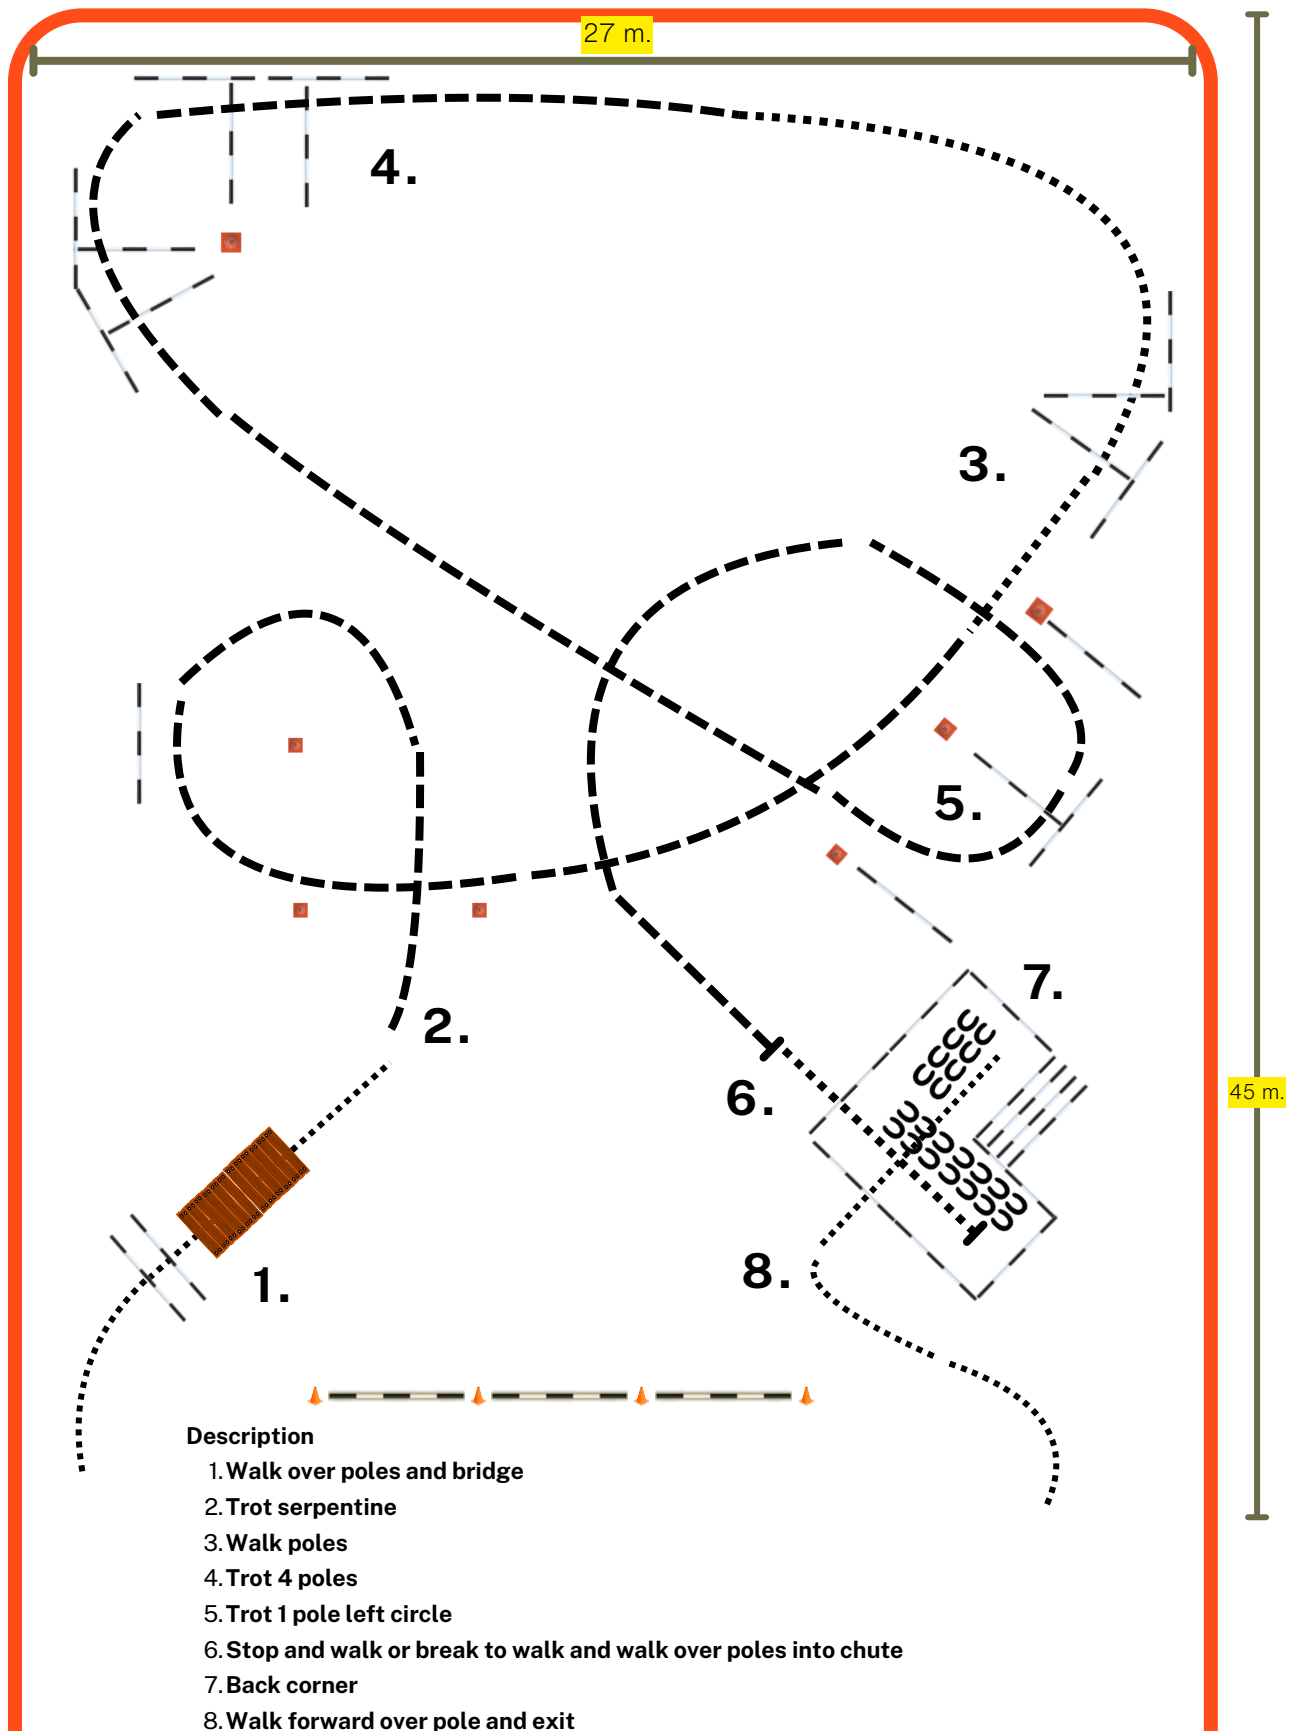 27 m.
4.
3.
5.
7.
2.
6.
45 m.
8.
1.
Description
1. Walk over poles and bridge
2. Trot serpentine
3. Walk poles
4. Trot 4 poles
5. Trot 1 pole left circle
6. Stop and walk or break to walk and walk over poles into chute
7. Back corner
8. Walk forward over pole and exit